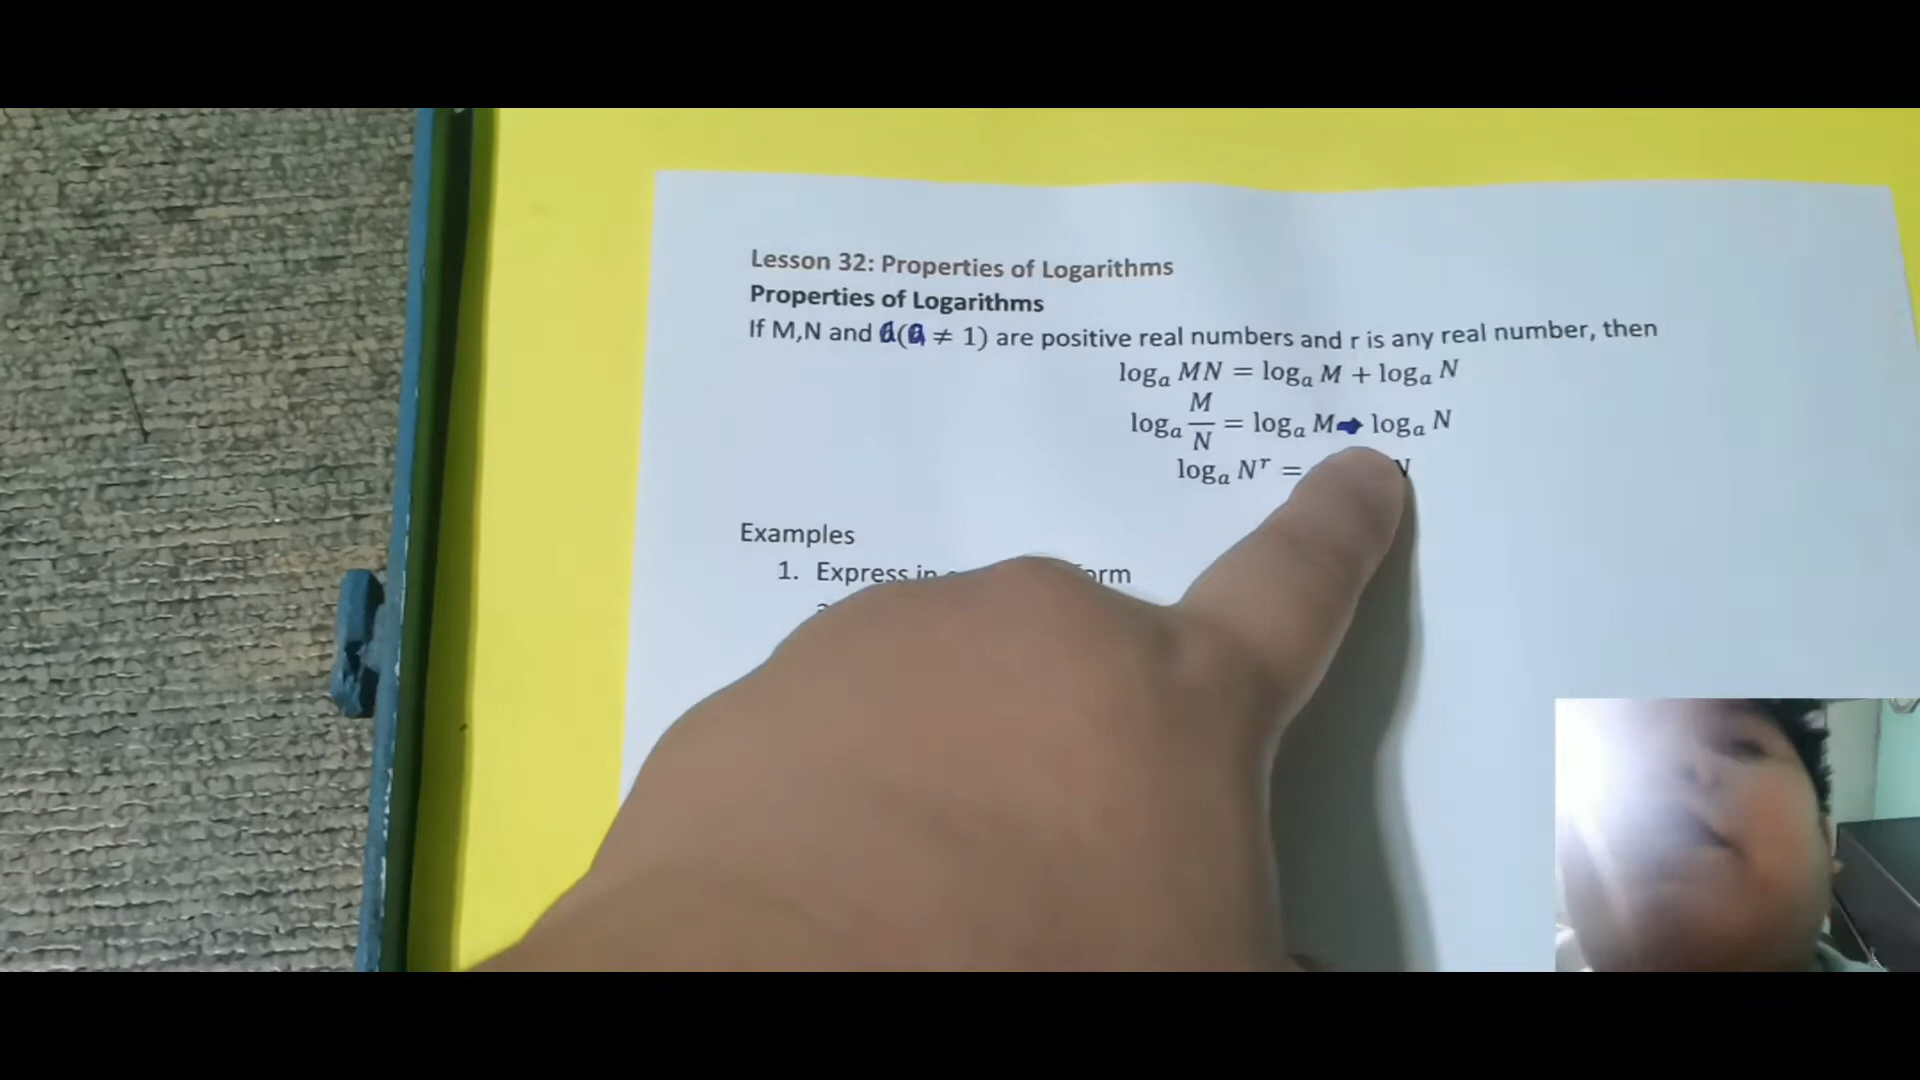 Lesson 32: Properties of Logarithms
Properties of Logarithms
If M,N and a(a ≠ 1) are positive real numbers and r is any real number, then
logₐ MN = logₐ M + logₐ N
logₐ M/N = logₐ M - logₐ N
logₐ Nʳ = N
Examples
1. Express in